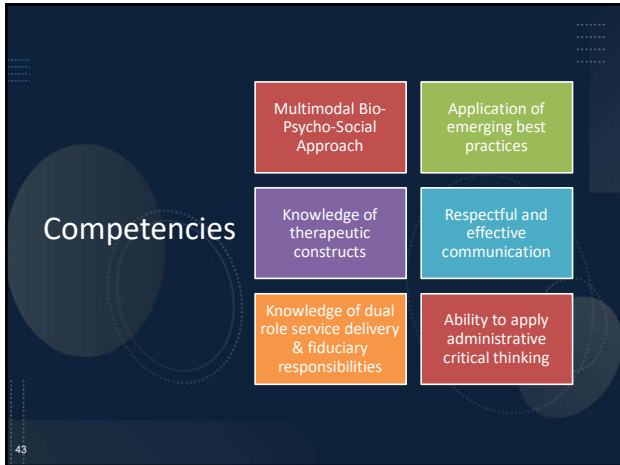 Competencies
Multimodal Bio-
Psycho-Social
Approach
Application of
emerging best
practices
Knowledge of
therapeutic
constructs
Respectful and
effective
communication
Knowledge of dual
role service delivery
& fiduciary
responsibilities
Ability to apply
administrative
critical thinking
43